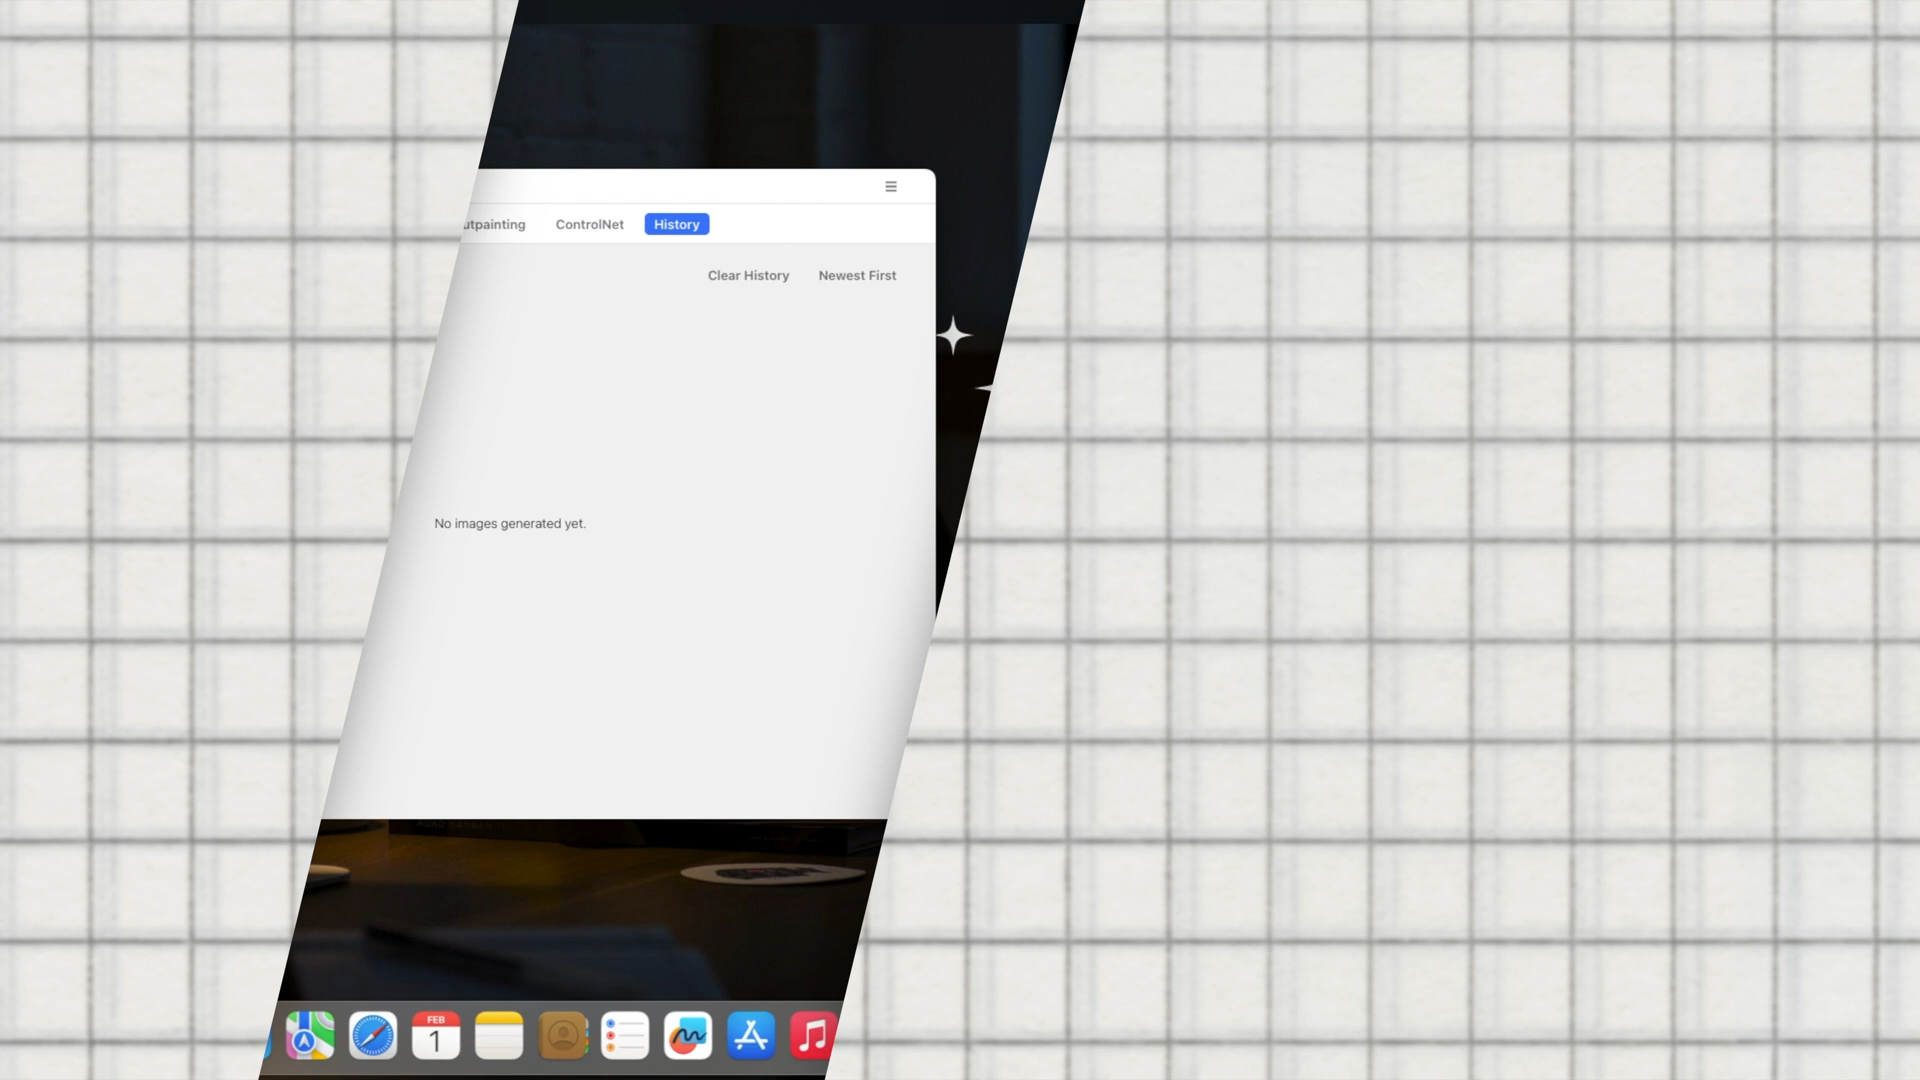 utpainting ControlNet History
Clear History Newest First
No images generated yet.
FEB
1